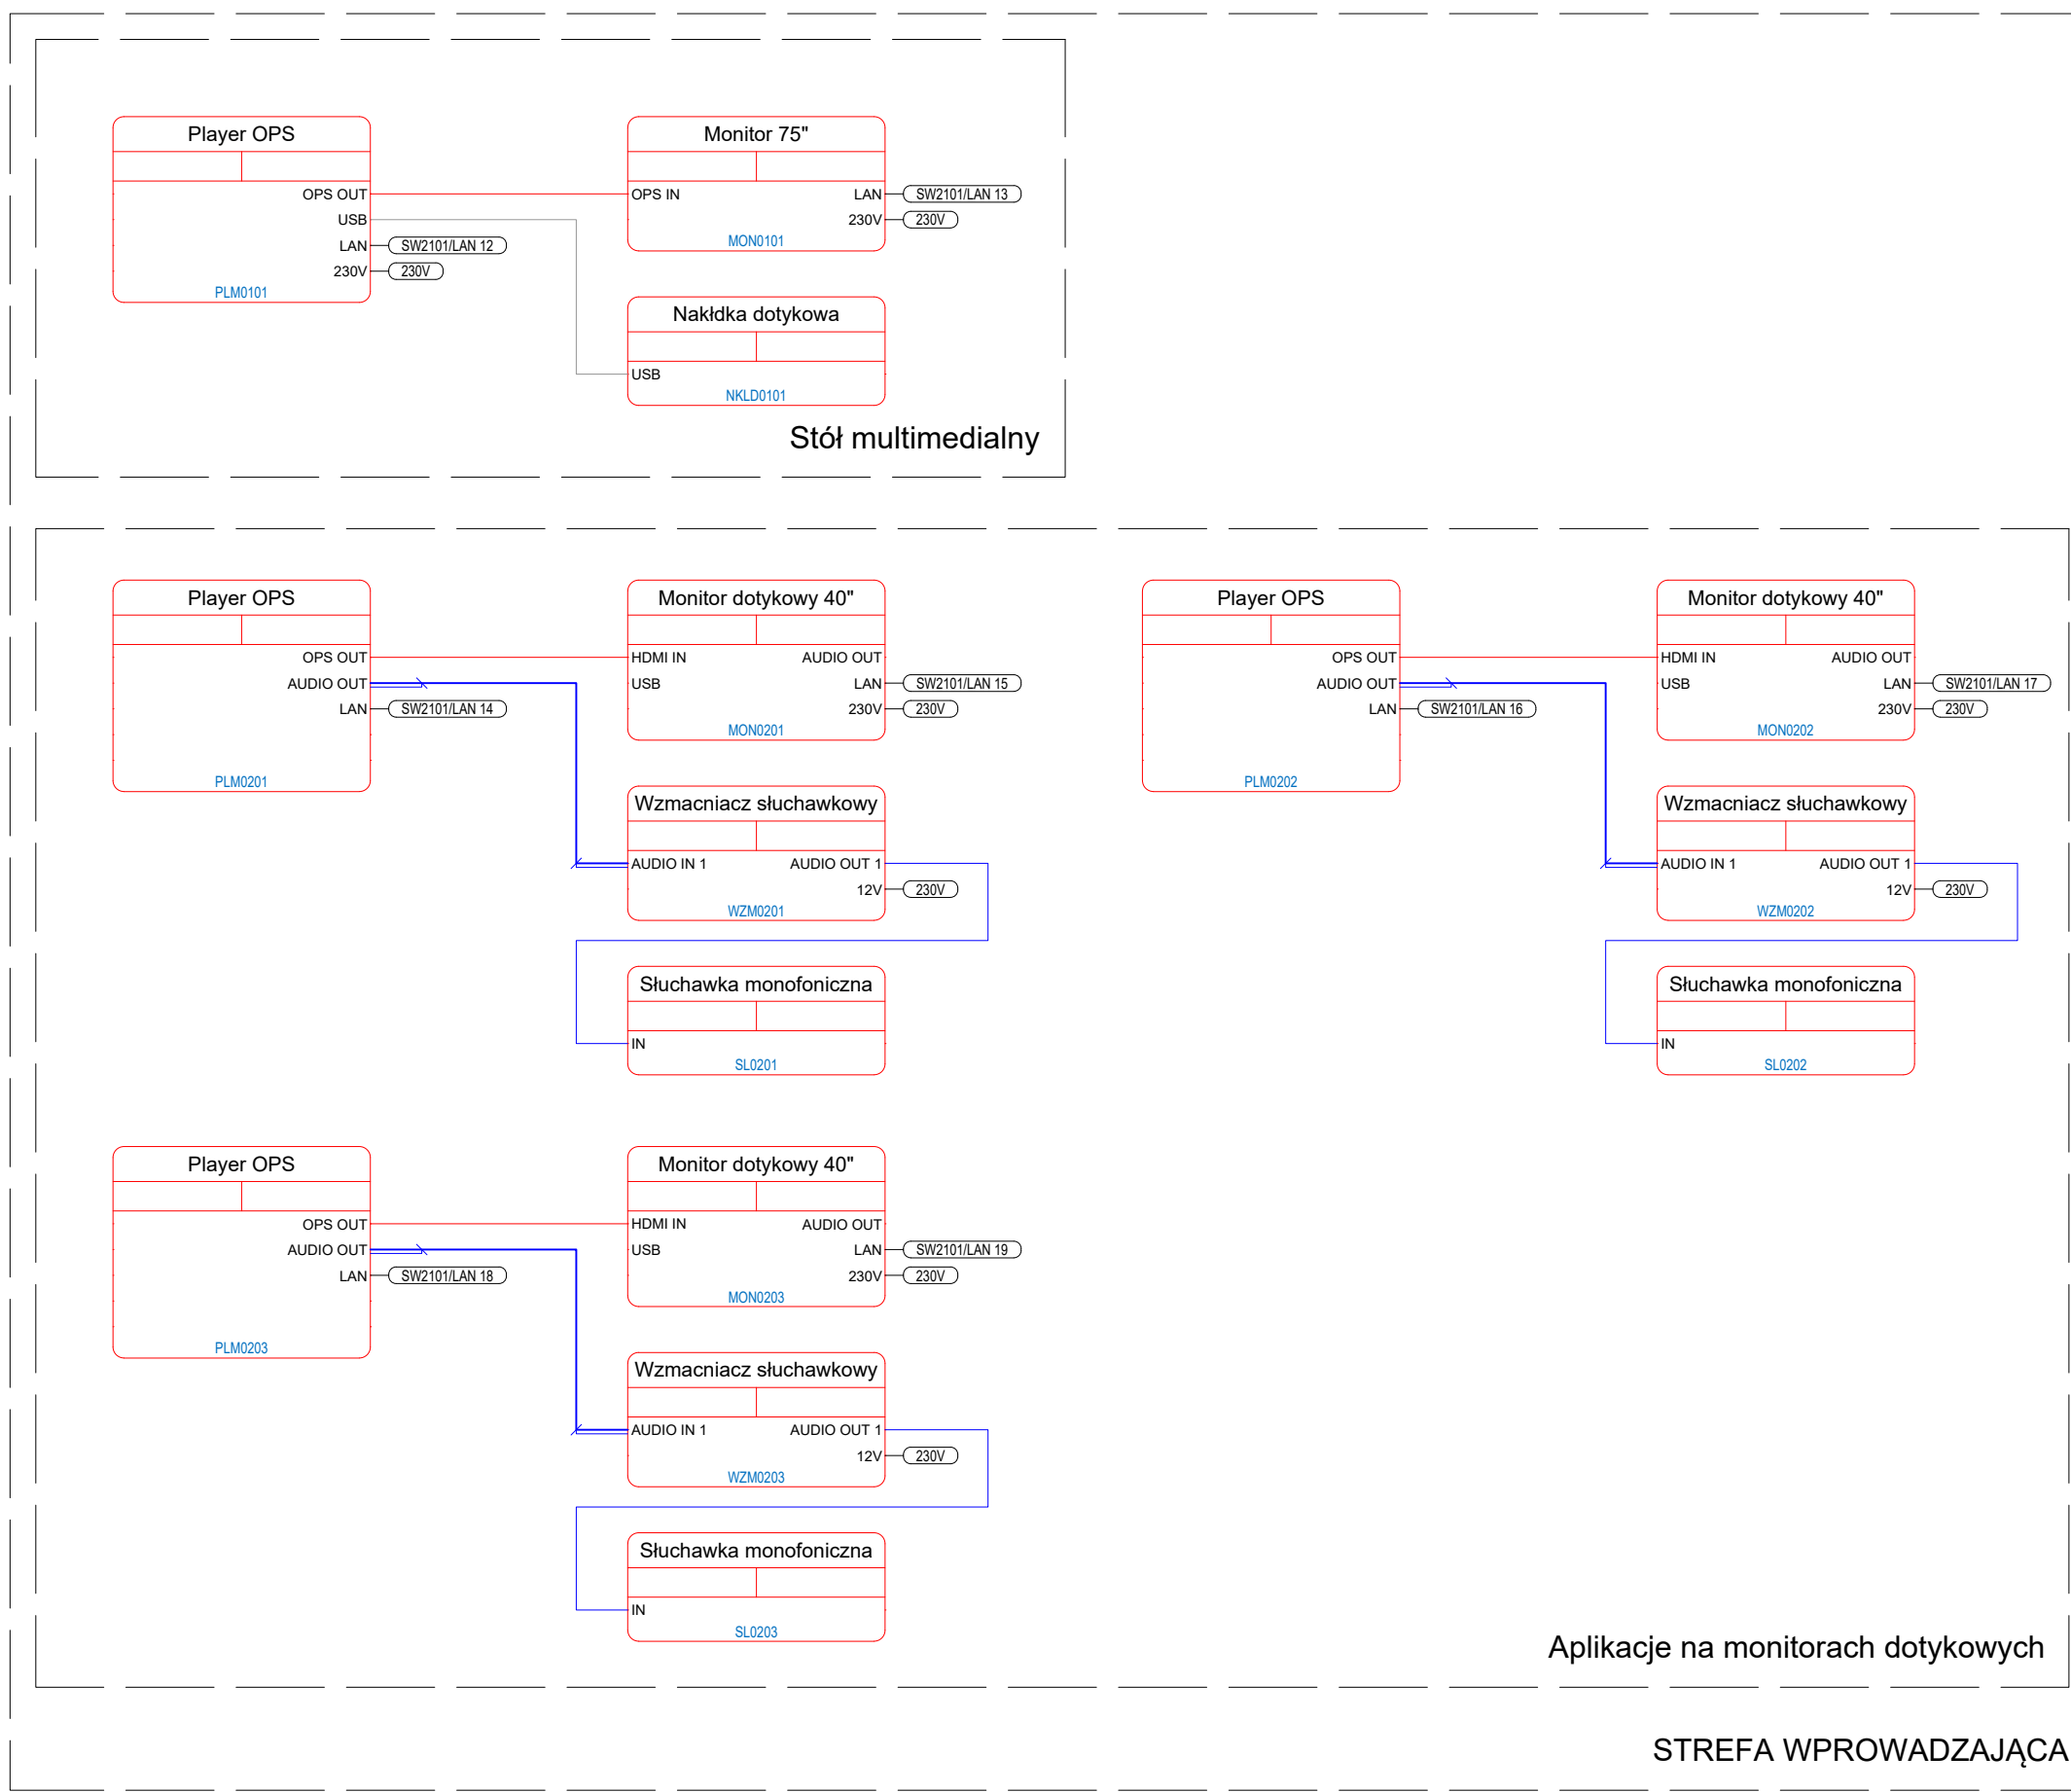 Player OPS
OPS OUT
USB
LAN
SW2101/LAN 12
230V
230V
PLM0101
Monitor 75"
OPS IN
LAN
SW2101/LAN 13
230V
230V
MON0101
Nakłdka dotykowa
USB
NKLD0101
Stół multimedialny
Player OPS
OPS OUT
AUDIO OUT
LAN
SW2101/LAN 14
PLM0201
Monitor dotykowy 40"
HDMI IN
AUDIO OUT
USB
LAN
SW2101/LAN 15
230V
230V
MON0201
Wzmacniacz słuchawkowy
AUDIO IN 1
AUDIO OUT 1
12V
230V
WZM0201
Słuchawka monofoniczna
IN
SL0201
Player OPS
OPS OUT
AUDIO OUT
LAN
SW2101/LAN 16
PLM0202
Monitor dotykowy 40"
HDMI IN
AUDIO OUT
USB
LAN
SW2101/LAN 17
230V
230V
MON0202
Wzmacniacz słuchawkowy
AUDIO IN 1
AUDIO OUT 1
12V
230V
WZM0202
Słuchawka monofoniczna
IN
SL0202
Player OPS
OPS OUT
AUDIO OUT
LAN
SW2101/LAN 18
PLM0203
Monitor dotykowy 40"
HDMI IN
AUDIO OUT
USB
LAN
SW2101/LAN 19
230V
230V
MON0203
Wzmacniacz słuchawkowy
AUDIO IN 1
AUDIO OUT 1
12V
230V
WZM0203
Słuchawka monofoniczna
IN
SL0203
Aplikacje na monitorach dotykowych
STREFA WPROWADZAJĄCA